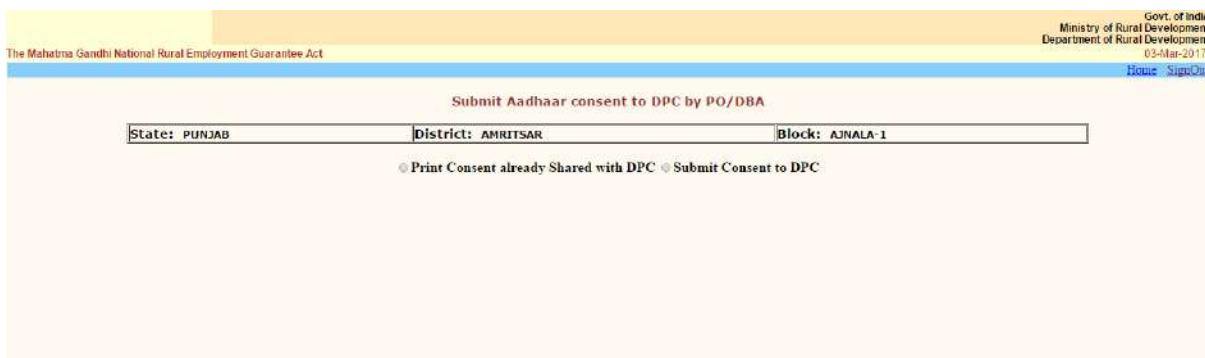 Govt. of India
Ministry of Rural Developmen
Department of Rural Developmen
The Mahatma Gandhi National Rural Employment Guarantee Act 03-Mar-2017
Home SignOu
Submit Aadhaar consent to DPC by PO/DBA
State: PUNJAB District: AMRITSAR Block: AJNALA-1
Print Consent already Shared with DPC Submit Consent to DPC